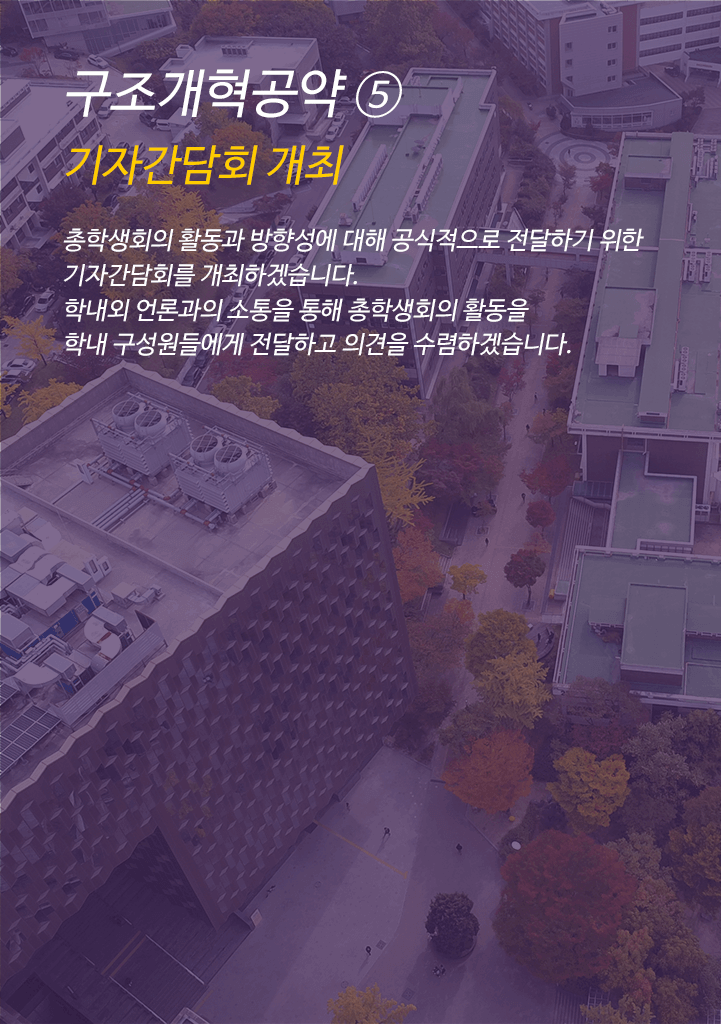 구조개혁공약 ⑤
기자간담회 개최
총학생회의 활동과 방향성에 대해 공식적으로 전달하기 위한
기자간담회를 개최하겠습니다.
학내외 언론과의 소통을 통해 총학생회의 활동을
학내 구성원들에게 전달하고 의견을 수렴하겠습니다.